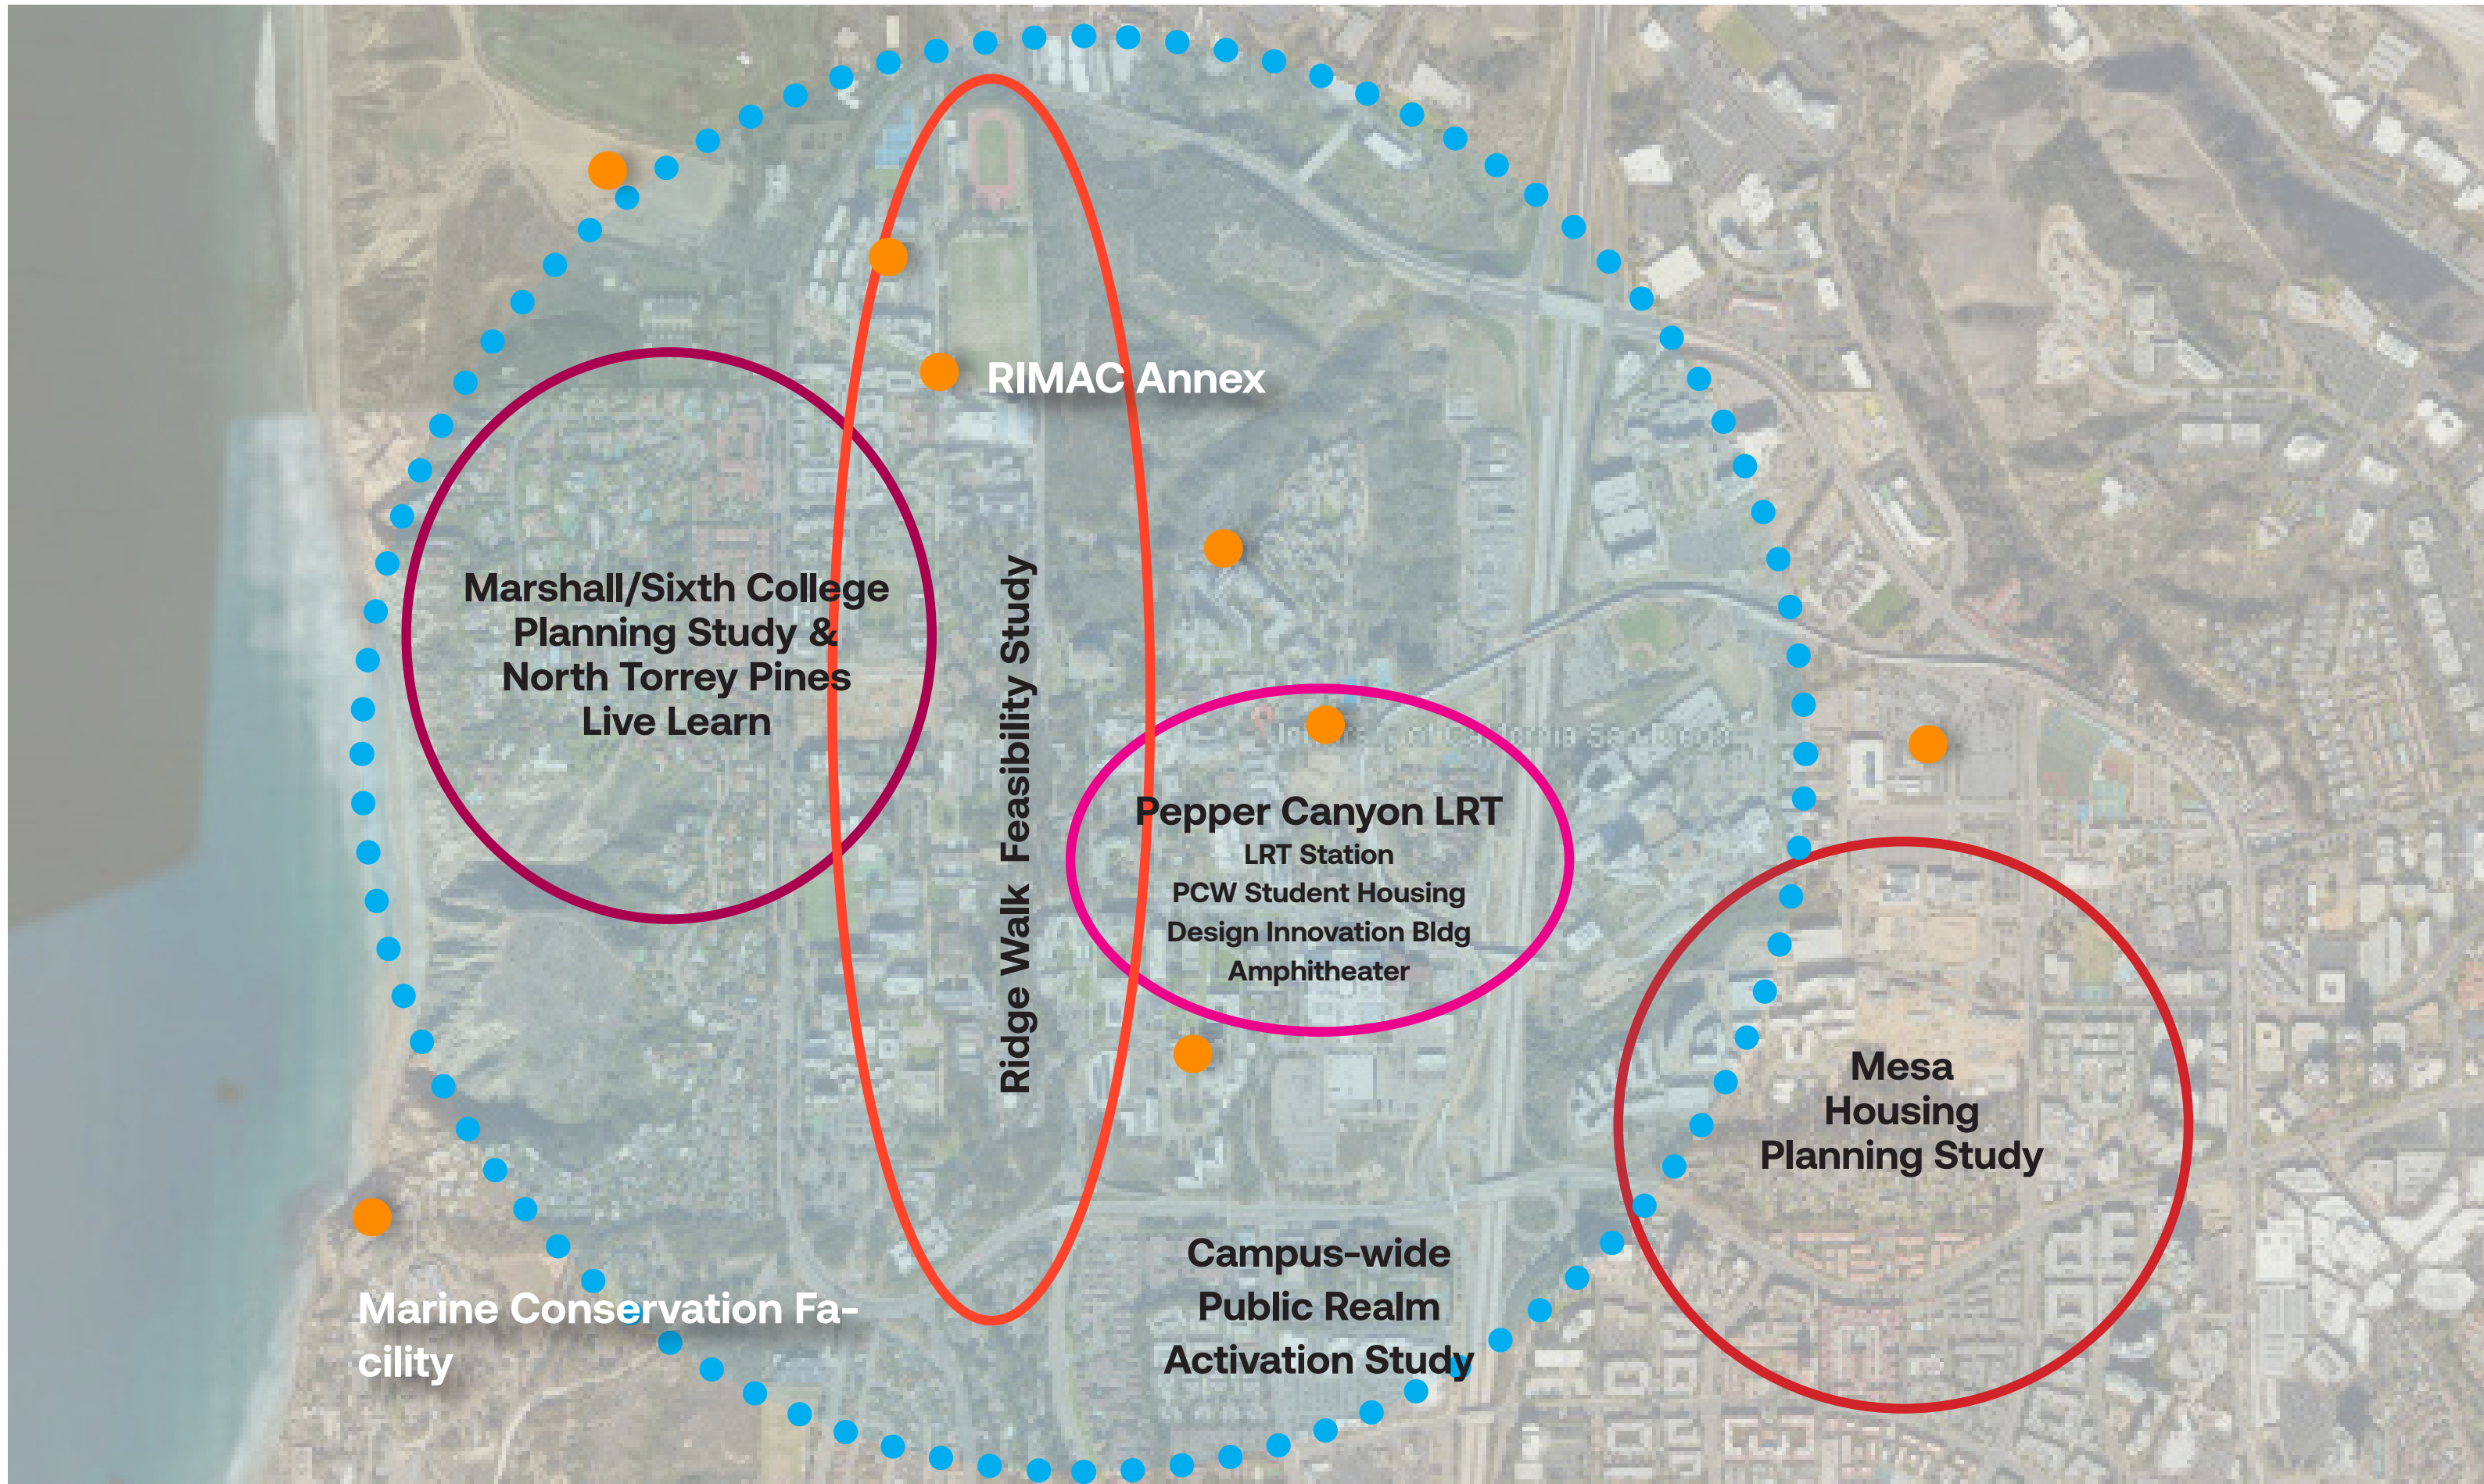 RIMAC Annex
Marshall/Sixth College
Planning Study &
North Torrey Pines
Live Learn
Ridge Walk Feasibility Study
Pepper Canyon LRT
LRT Station
PCW Student Housing
Design Innovation Bldg
Amphitheater
Mesa
Housing
Planning Study
Campus-wide
Public Realm
Activation Study
Marine Conservation Fa-
cility